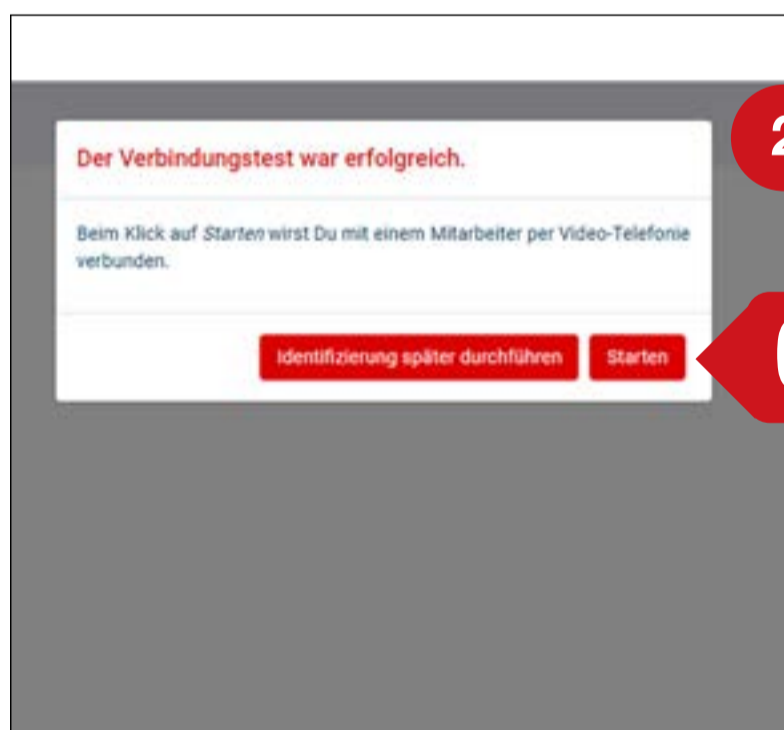 Der Verbindungstest war erfolgreich.
2
Beim Klick auf Starten wirst Du mit einem Mitarbeiter per Video-Telefonie
verbunden.
Identifizierung später durchführen
Starten